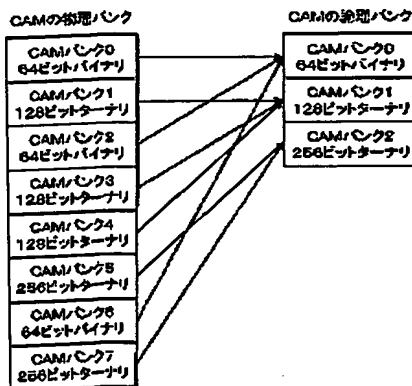 CAMの物理バンク
CAMバンク0
64ビットバイナリ
CAMバンク1
128ビットターナリ
CAMバンク2
64ビットバイナリ
CAMバンク3
128ビットターナリ
CAMバンク4
128ビットターナリ
CAMバンク5
256ビットターナリ
CAMバンク6
64ビットバイナリ
CAMバンク7
256ビットターナリ
CAMの論理バンク
CAMバンク0
64ビットバイナリ
CAMバンク1
128ビットターナリ
CAMバンク2
256ビットターナリ